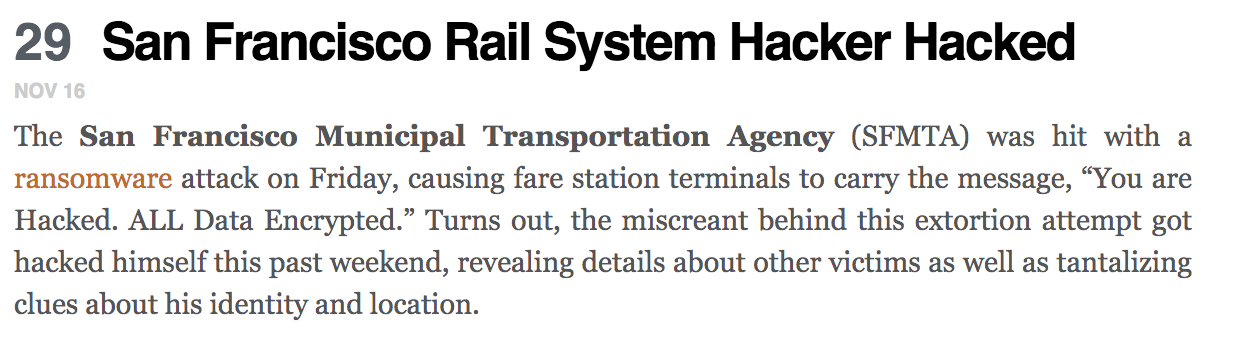 29 San Francisco Rail System Hacker Hacked
NOV 16
The San Francisco Municipal Transportation Agency (SFMTA) was hit with a
ransomware attack on Friday, causing fare station terminals to carry the message, “You are
Hacked. ALL Data Encrypted.” Turns out, the miscreant behind this extortion attempt got
hacked himself this past weekend, revealing details about other victims as well as tantalizing
clues about his identity and location.